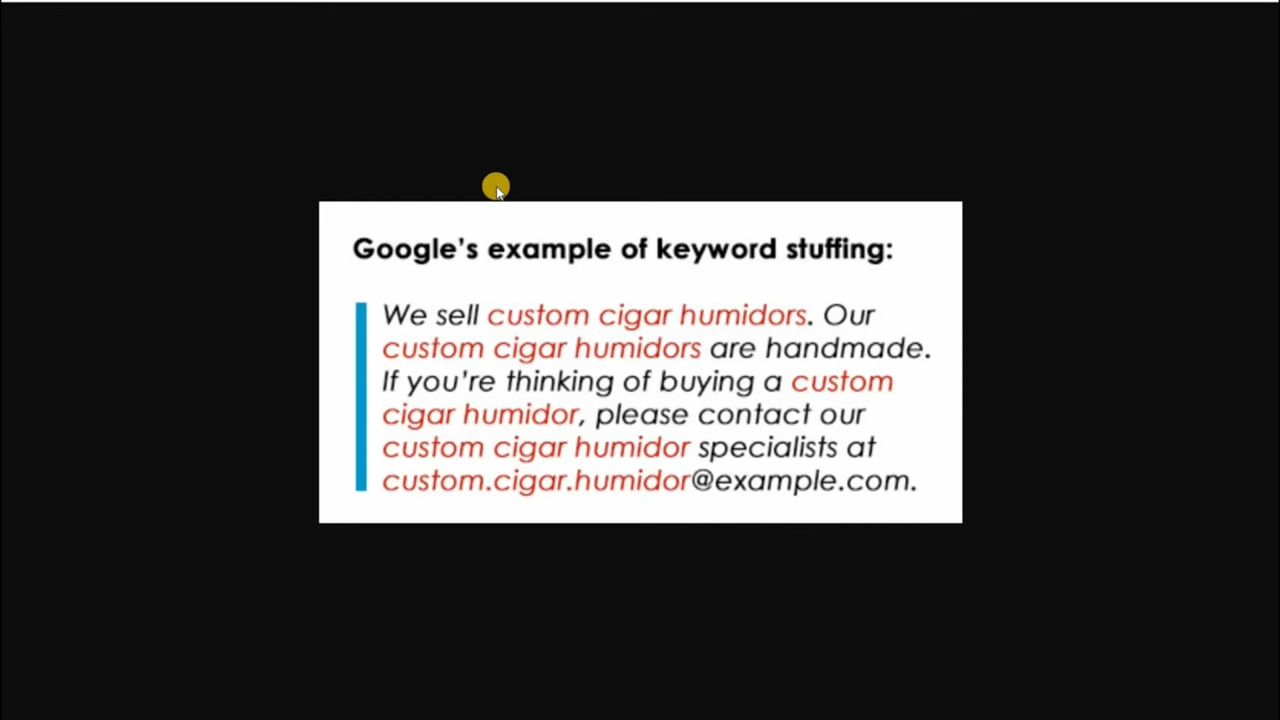 Google’s example of keyword stuffing:
We sell custom cigar humidors. Our
custom cigar humidors are handmade.
If you’re thinking of buying a custom
cigar humidor, please contact our
custom cigar humidor specialists at
custom.cigar.humidor@example.com.